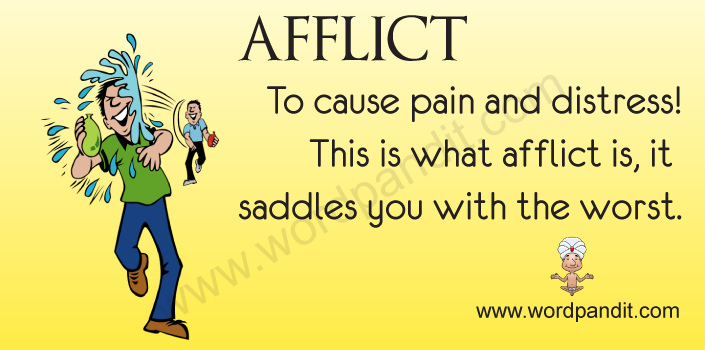 AFFLICT
To cause pain and distress!
This is what afflict is, it
saddles you with the worst.
www.wordpandit.com
www.wordpandit.com